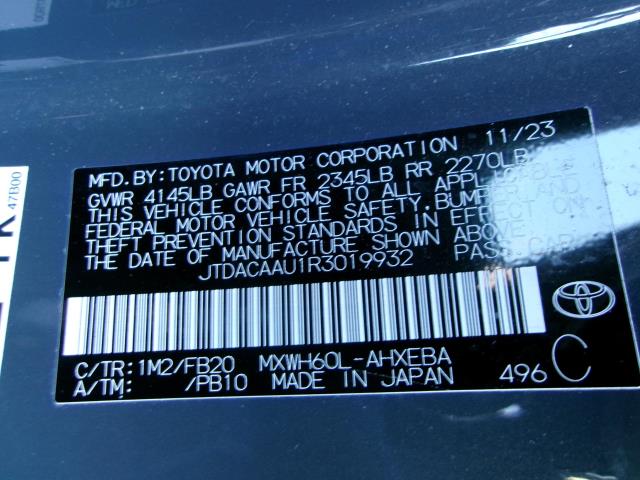 MFD.BY:TOYOTA MOTOR CORPORATION 11/23
GVWR 4145LB GAWR FR 2345LB RR 2270LB
THIS VEHICLE CONFORMS TO ALL
FEDERAL MOTOR VEHICLE SAFETY.BUMPER AND
THEFT PREVENTION STANDARDS IN EFFECT ON
THE DATE OF MANUFACTURE SHOWN ABOVE.
JTDACAAU1R3019932 PASS.CAR
C/TR:1M2/FB20 MXWH60L-AHXEBA
A/TM: /PB10 MADE IN JAPAN 496 C
47B00